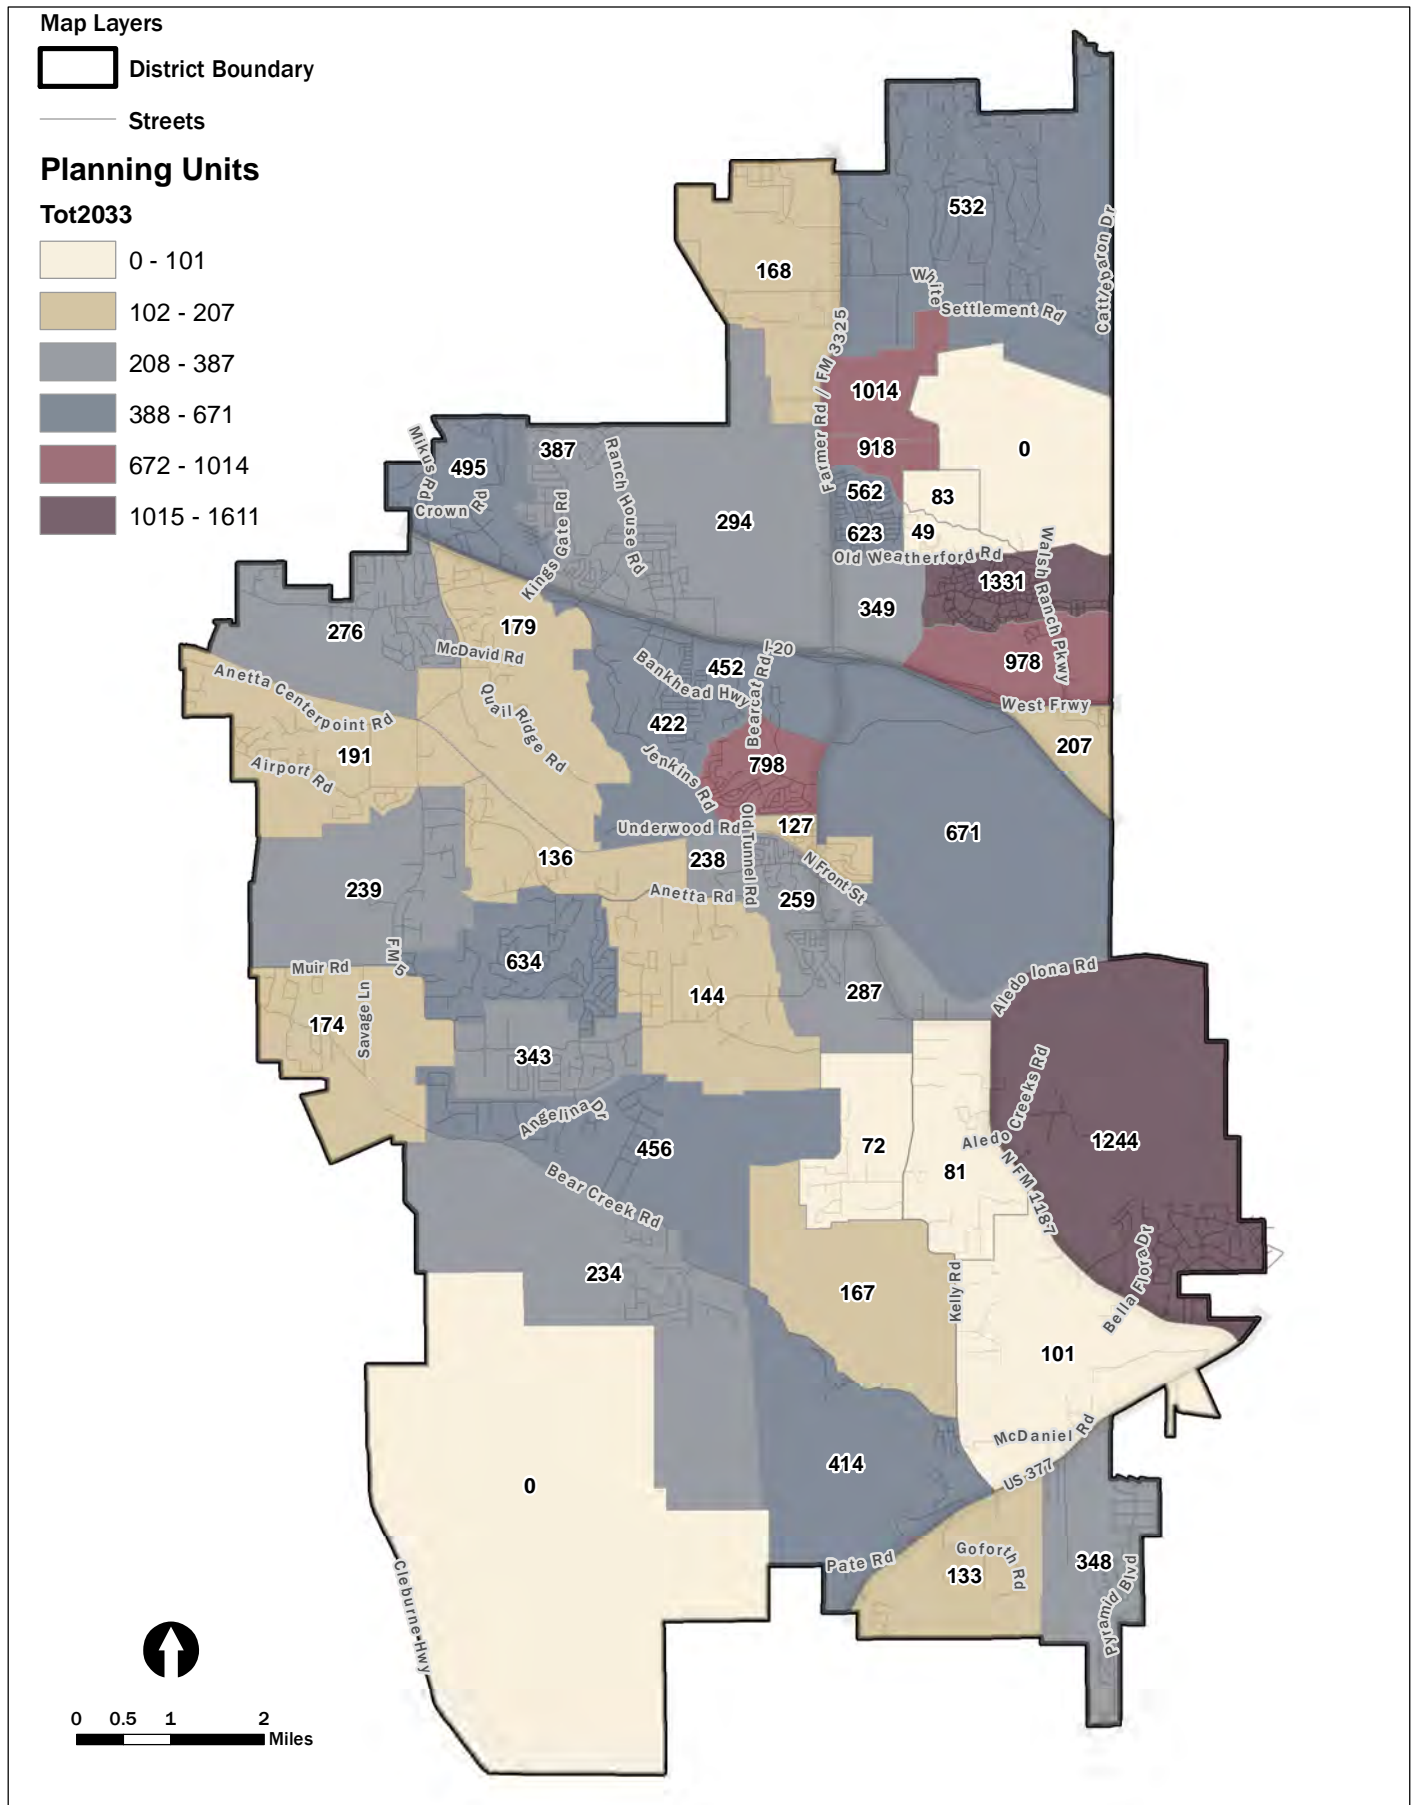 Map Layers
District Boundary
Streets
Planning Units
Tot2033
0 - 101
102 - 207
208 - 387
388 - 671
672 - 1014
1015 - 1611
532
Cattlebaron Dr
168
White Settlement Rd
Farmer Rd / FM 3325
1014
918
0
Mikus Rd
495
387
Ranch House Rd
562
83
Crown Rd
294
623
49
Kings Gate Rd
Old Weatherford Rd
Walsh Ranch Pkwy
1331
349
276
179
McDavid Rd
I-20
452
978
Bankhead Hwy
Bearcat Rd
Anetta Centerpoint Rd
Quail Ridge Rd
West Frwy
422
207
191
Airport Rd
Jenkins Rd
798
Underwood Rd
Old Tunnel Rd
127
671
136
238
N Front St
239
Anetta Rd
259
FM 5
634
Muir Rd
Aledo Iona Rd
287
144
174
Savage Ln
343
Aledo Creeks Rd
Angelina Dr
456
72
81
1244
N FM 1187
Bear Creek Rd
234
167
Kelly Rd
Bella Flora Dr
101
McDaniel Rd
414
US 377
0
Pate Rd
Goforth Rd
133
348
Pyramid Blvd
Cleburne Hwy
0 0.5 1 2
Miles